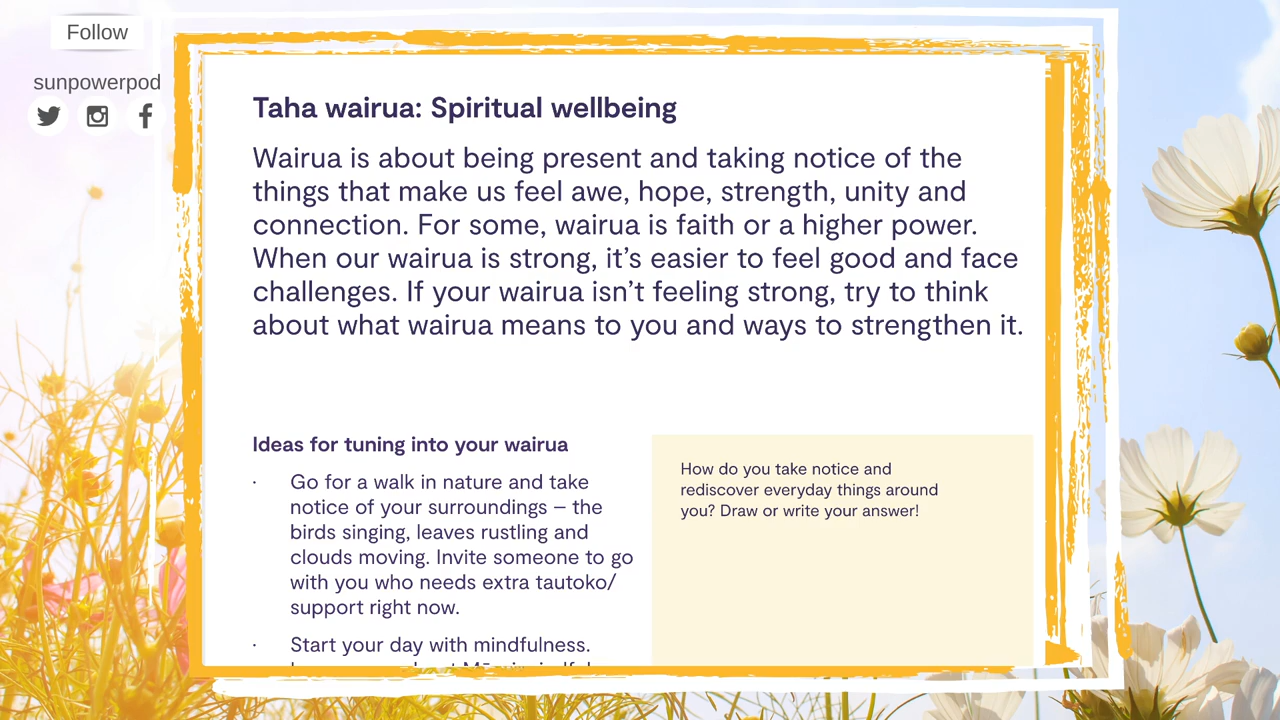 Follow
sunpowerpod
Taha wairua: Spiritual wellbeing
Wairua is about being present and taking notice of the
things that make us feel awe, hope, strength, unity and
connection. For some, wairua is faith or a higher power.
When our wairua is strong, it’s easier to feel good and face
challenges. If your wairua isn’t feeling strong, try to think
about what wairua means to you and ways to strengthen it.
Ideas for tuning into your wairua
· Go for a walk in nature and take
notice of your surroundings – the
birds singing, leaves rustling and
clouds moving. Invite someone to go
with you who needs extra tautoko/
support right now.
· Start your day with mindfulness.
How do you take notice and
rediscover everyday things around
you? Draw or write your answer!